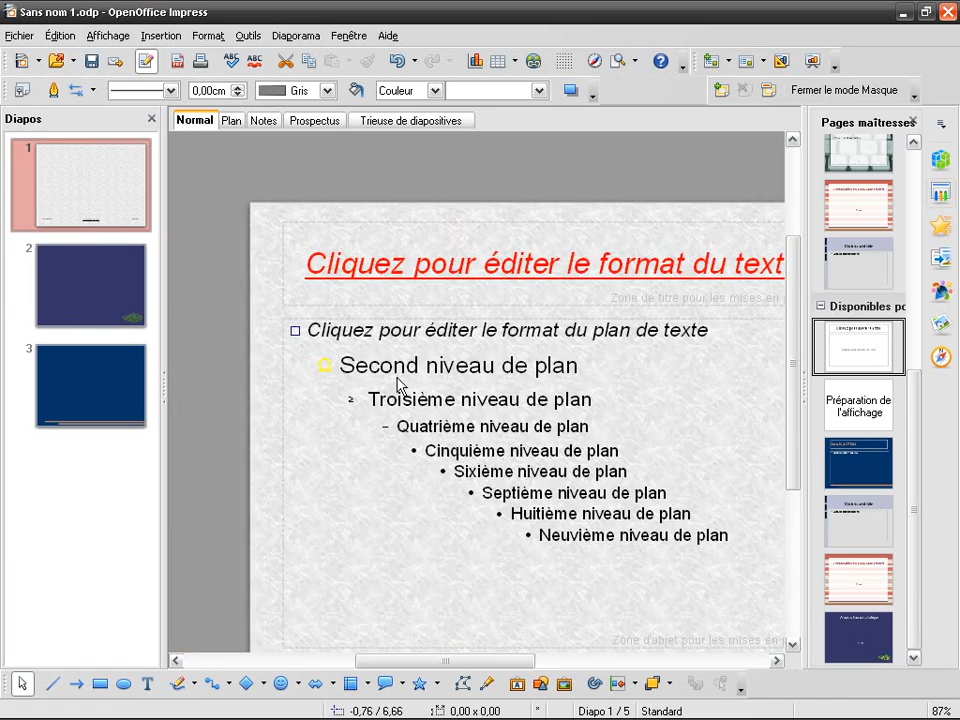 Sans nom 1.odp - OpenOffice Impress
Fichier Édition Affichage Insertion Format Outils Diaporama Fenêtre Aide
0,00cm Gris Couleur Fermer le mode Masque
Diapos
Normal Plan Notes Prospectus Trieuse de diapositives
Pages maîtresses
1
2
3
Cliquez pour éditer le format du text
Zone de titre pour les mises en p
Cliquez pour éditer le format du plan de texte
Second niveau de plan
Troisième niveau de plan
Quatrième niveau de plan
Cinquième niveau de plan
Sixième niveau de plan
Septième niveau de plan
Huitième niveau de plan
Neuvième niveau de plan
Zone d'objet pour les mises en p
Disponibles po
Préparation de
l'affichage
-0,76 / 6,66 0,00 x 0,00 * Diapo 1 / 5 Standard 87%